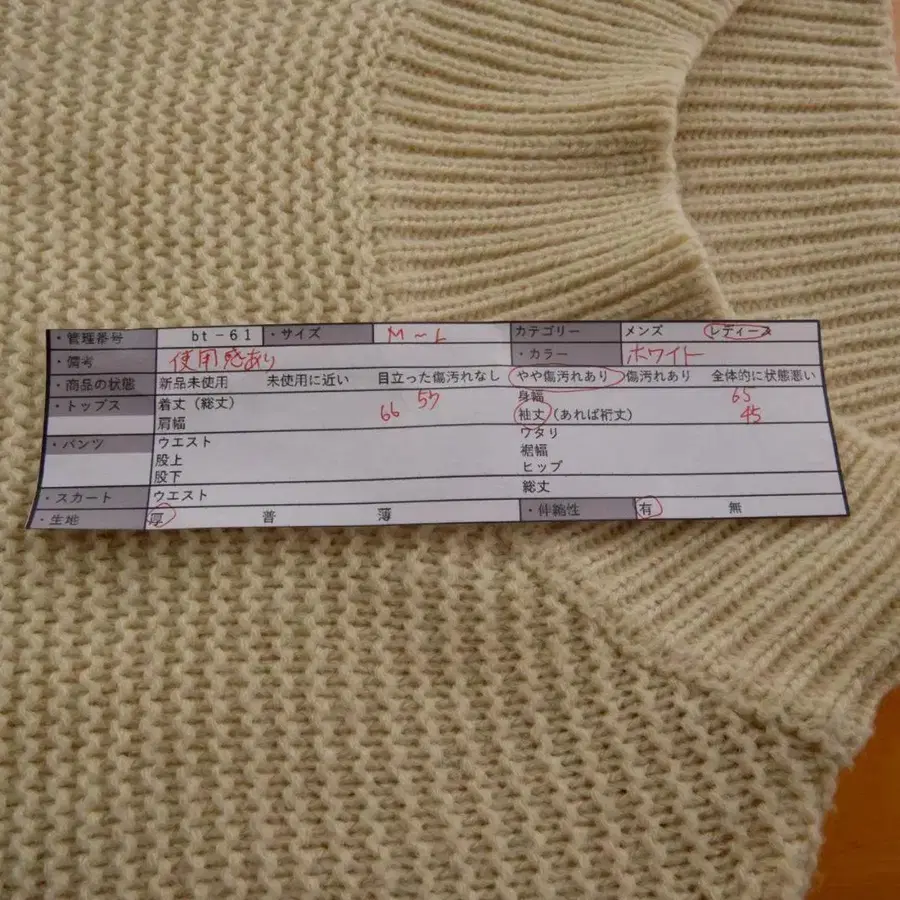 ・管理番号 bt-61 ・サイズ M～L カテゴリー メンズ レディース
・備考 使用感あり ・カラー ホワイト
・商品の状態 新品未使用 未使用に近い 目立った傷汚れなし やや傷汚れあり 傷汚れあり 全体的に状態悪い
・トップス 着丈（総丈） 57 身幅 65
肩幅 66 袖丈(あれば裄丈) 45
・パンツ ウエスト ワタリ
股上 裾幅
股下 ヒップ
・スカート ウエスト 総丈
・生地 厚 普 薄 ・伸縮性 有 無